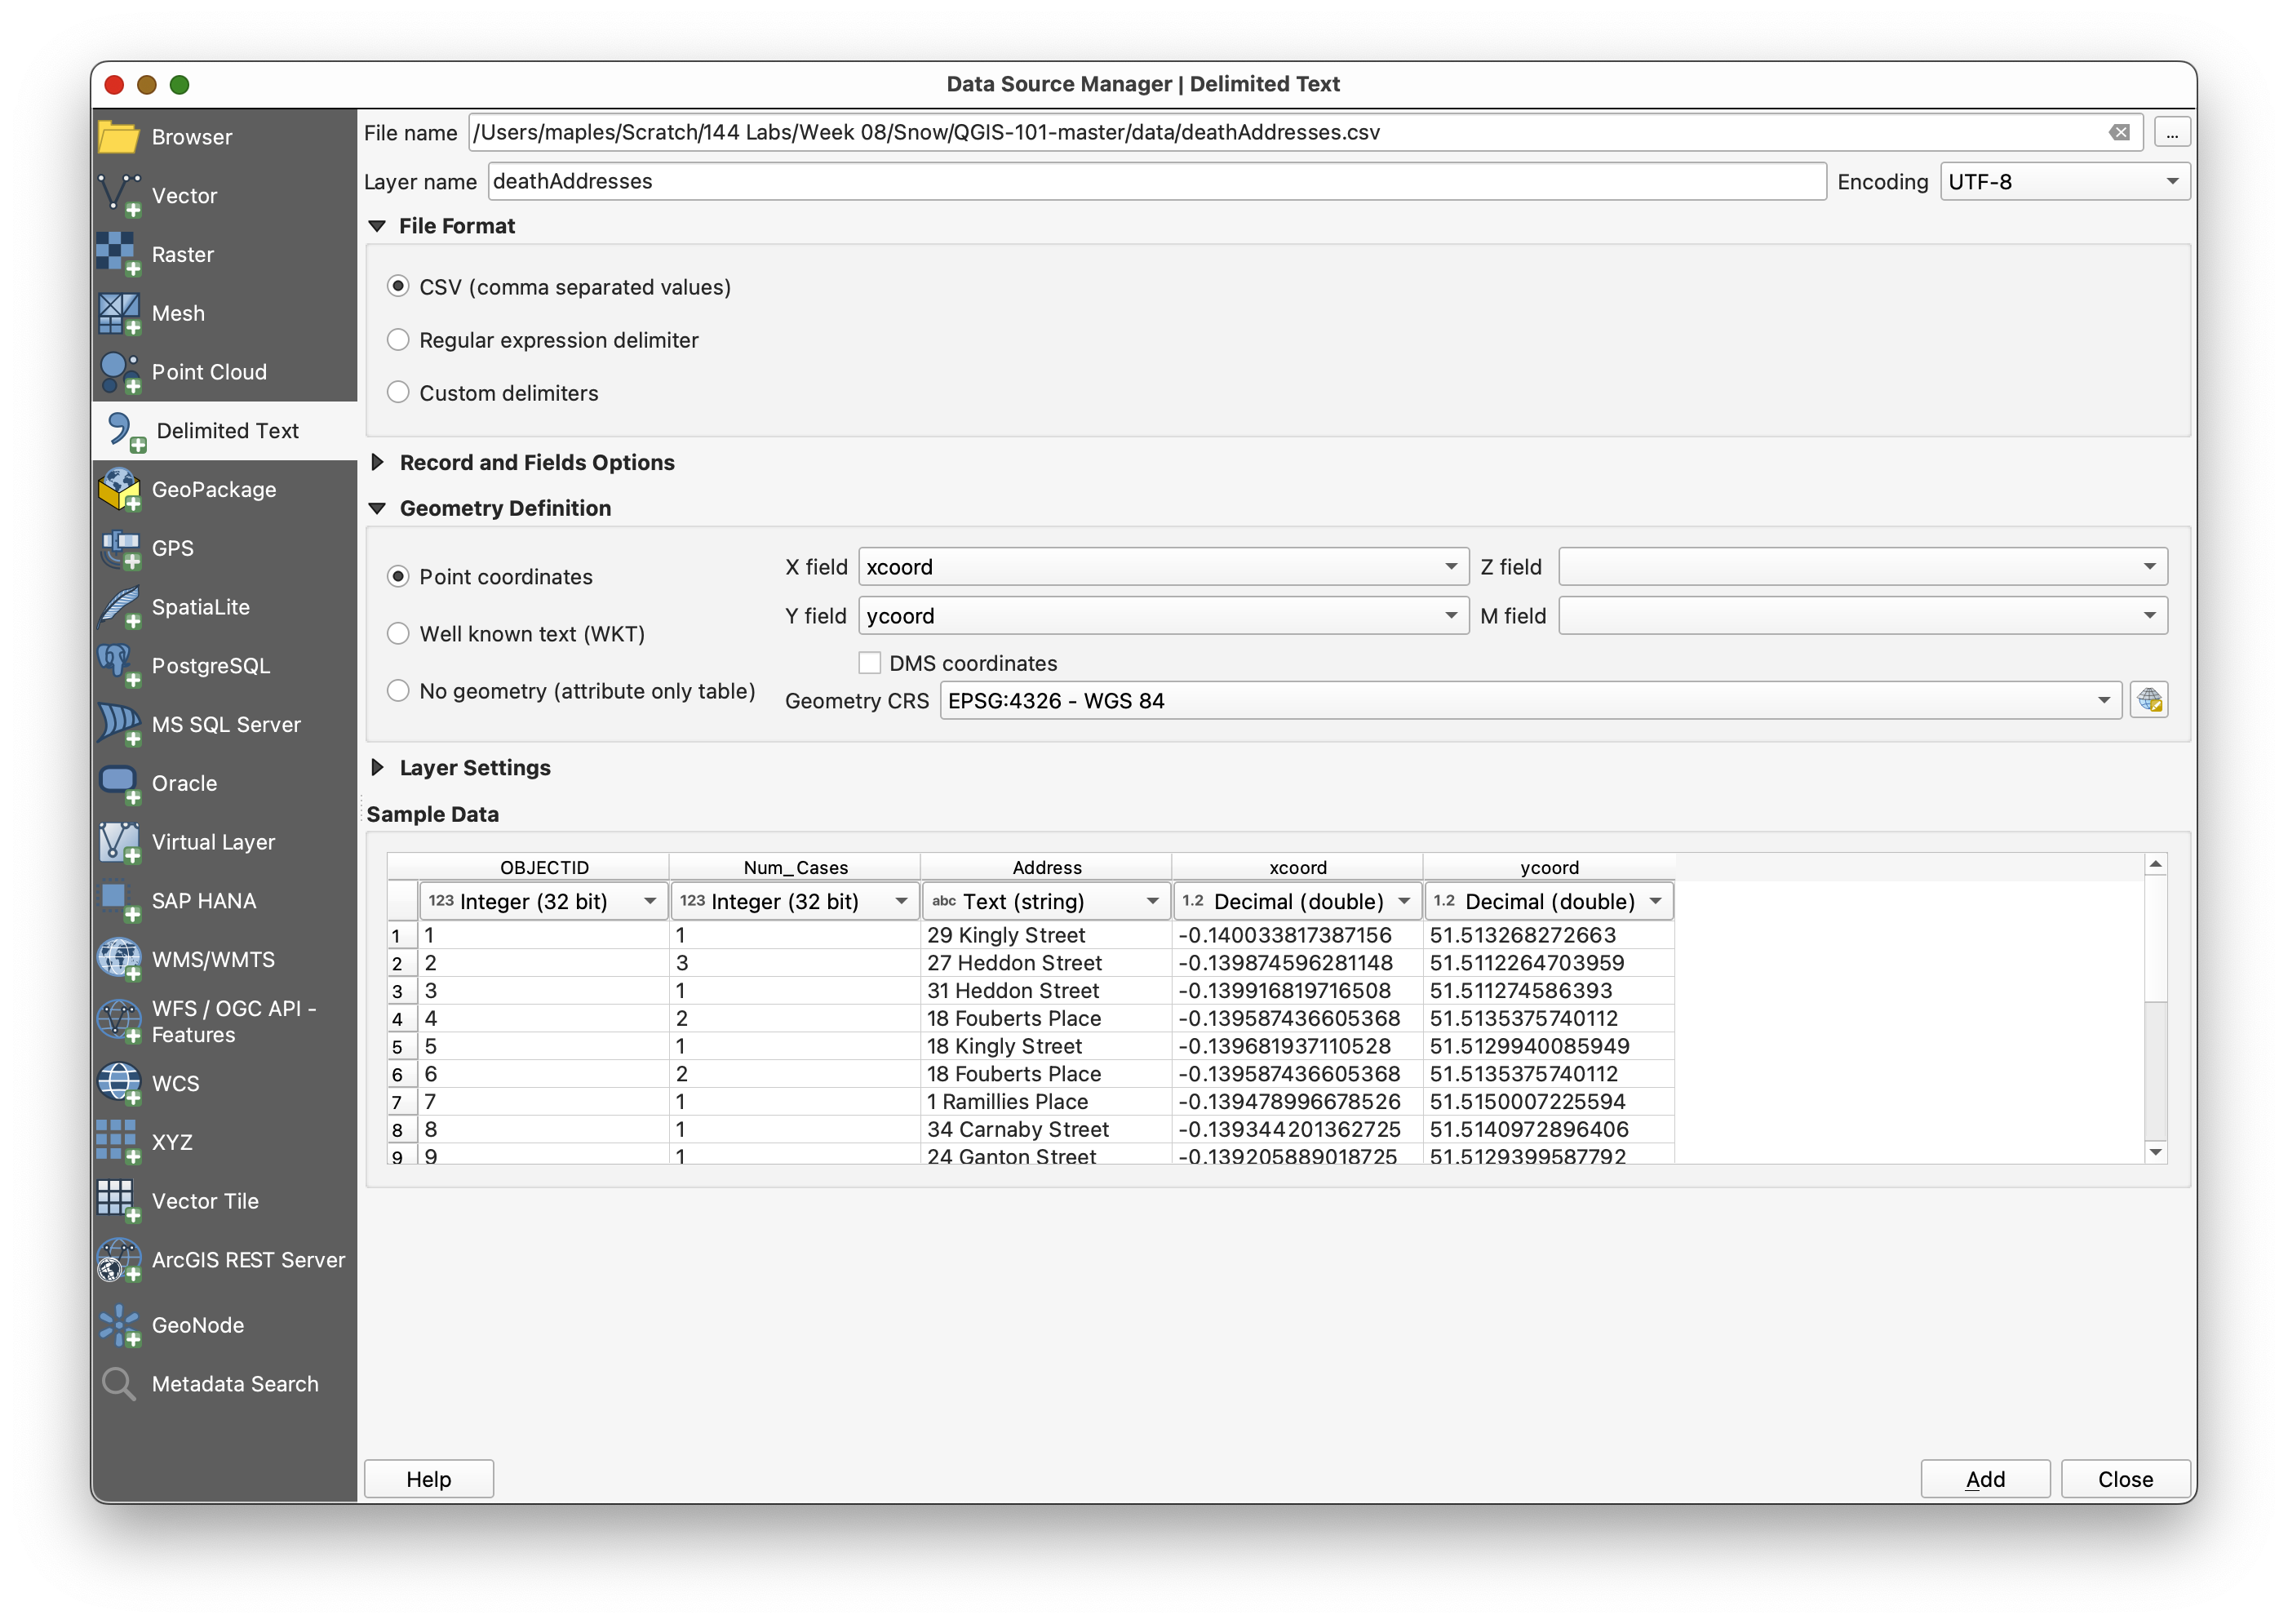 Data Source Manager | Delimited Text
Browser
Vector
Raster
Mesh
Point Cloud
Delimited Text
GeoPackage
GPS
SpatiaLite
PostgreSQL
MS SQL Server
Oracle
Virtual Layer
SAP HANA
WMS/WMTS
WFS / OGC API -
Features
WCS
XYZ
Vector Tile
ArcGIS REST Server
GeoNode
Metadata Search
File name /Users/maples/Scratch/144 Labs/Week 08/Snow/QGIS-101-master/data/deathAddresses.csv ...
Layer name deathAddresses Encoding UTF-8
File Format
CSV (comma separated values)
Regular expression delimiter
Custom delimiters
Record and Fields Options
Geometry Definition
Point coordinates
Well known text (WKT)
No geometry (attribute only table)
X field xcoord Z field
Y field ycoord M field
DMS coordinates
Geometry CRS EPSG:4326 - WGS 84
Layer Settings
Sample Data
OBJECTID Num_Cases Address xcoord ycoord
123 Integer (32 bit) 123 Integer (32 bit) abc Text (string) 1.2 Decimal (double) 1.2 Decimal (double)
1 1 1 29 Kingly Street -0.140033817387156 51.513268272663
2 2 3 27 Heddon Street -0.139874596281148 51.5112264703959
3 3 1 31 Heddon Street -0.139916819716508 51.511274586393
4 4 2 18 Fouberts Place -0.139587436605368 51.5135375740112
5 5 1 18 Kingly Street -0.139681937110528 51.5129940085949
6 6 2 18 Fouberts Place -0.139587436605368 51.5135375740112
7 7 1 1 Ramillies Place -0.139478996678526 51.5150007225594
8 8 1 34 Carnaby Street -0.139344201362725 51.5140972896406
9 9 1 24 Ganton Street -0.139205889018725 51.5129399587792
Help Add Close